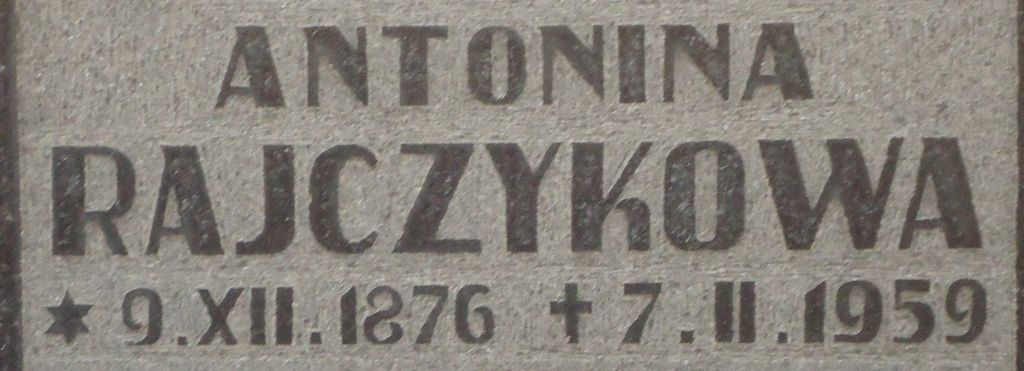 ANTONINA
RAJCZYKOWA
★ 9.XII.1876 ✝ 7.II.1959